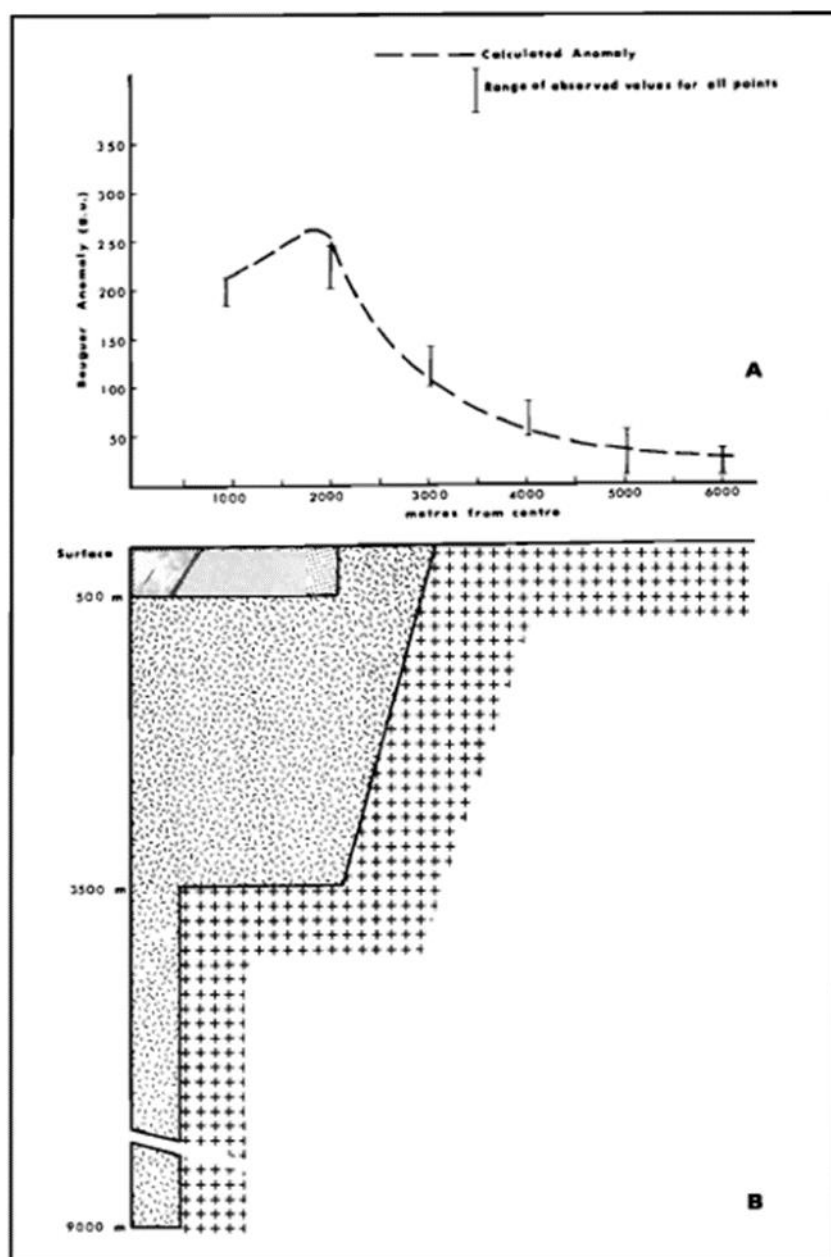 Calculated Anomaly
Range of observed values for all points
Bouguer Anomaly (g.u.)
350
300
250
200
150
100
50
A
1000 2000 3000 4000 5000 6000
metres from centre
Surface
500 m
3500 m
9000 m
B